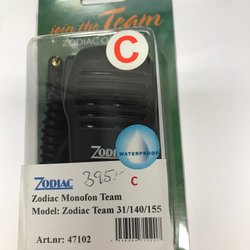 join the Team
ZODIAC
C
ZODIAC
WATERPROOF
ZODIAC
395:-
C
Zodiac Monofon Team
Model: Zodiac Team 31/140/155
Art.nr: 47102